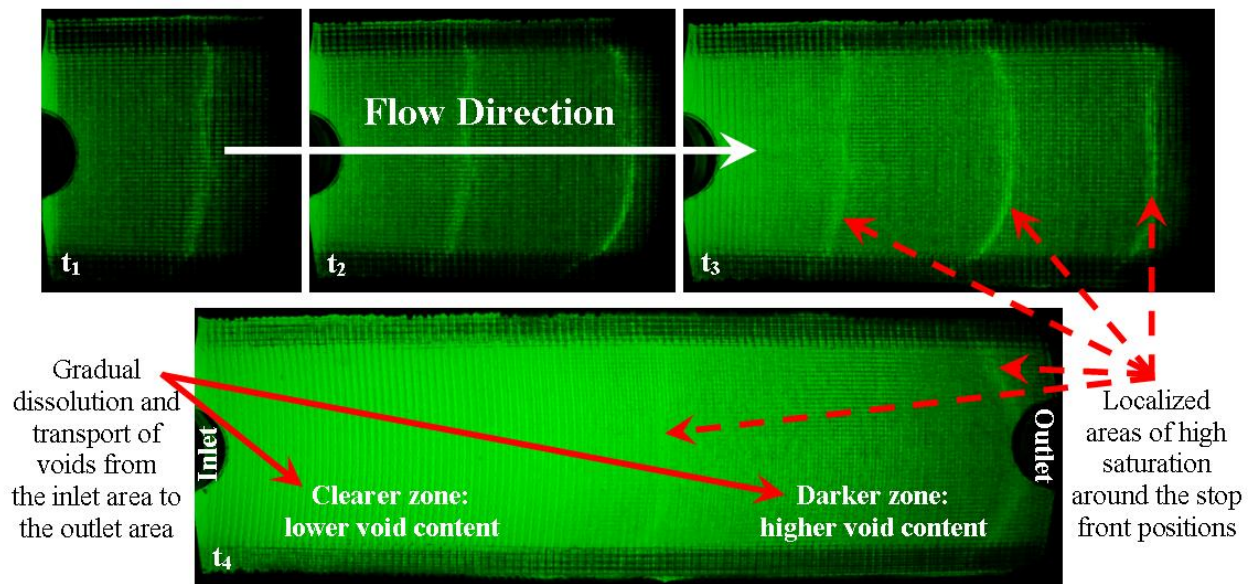 Flow Direction
t1
t2
t3
Gradual
dissolution and
transport of
voids from
the inlet area to
the outlet area
Inlet
Clearer zone:
lower void content
t4
Darker zone:
higher void content
Outlet
Localized
areas of high
saturation
around the stop
front positions